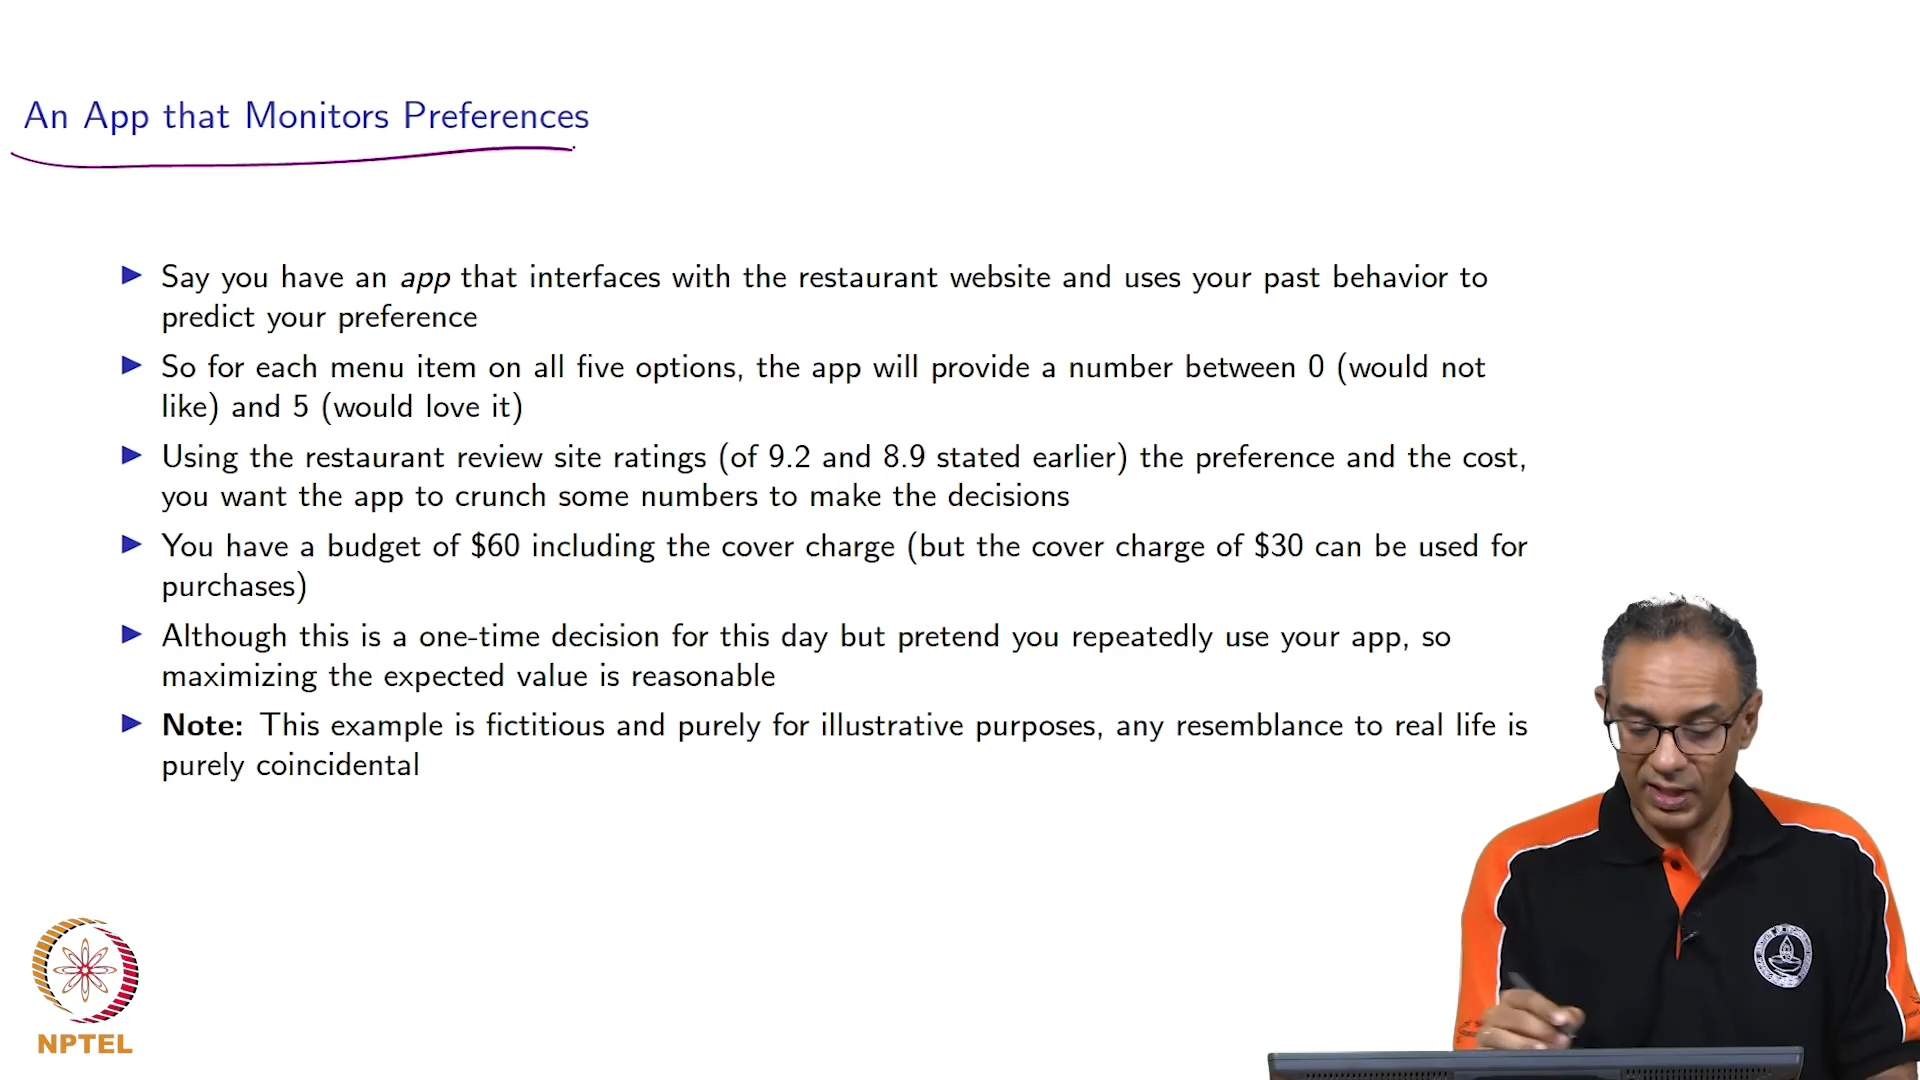 An App that Monitors Preferences
▶ Say you have an app that interfaces with the restaurant website and uses your past behavior to
predict your preference
▶ So for each menu item on all five options, the app will provide a number between 0 (would not
like) and 5 (would love it)
▶ Using the restaurant review site ratings (of 9.2 and 8.9 stated earlier) the preference and the cost,
you want the app to crunch some numbers to make the decisions
▶ You have a budget of $60 including the cover charge (but the cover charge of $30 can be used for
purchases)
▶ Although this is a one-time decision for this day but pretend you repeatedly use your app, so
maximizing the expected value is reasonable
▶ Note: This example is fictitious and purely for illustrative purposes, any resemblance to real life is
purely coincidental
NPTEL